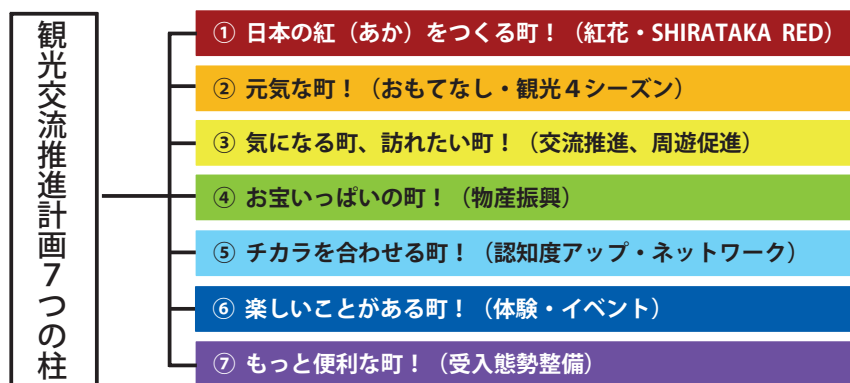 観光交流推進計画７つの柱
① 日本の紅（あか）をつくる町！（紅花・SHIRATAKA RED）
② 元気な町！（おもてなし・観光４シーズン）
③ 気になる町、訪れたい町！（交流推進、周遊促進）
④ お宝いっぱいの町！（物産振興）
⑤ チカラを合わせる町！（認知度アップ・ネットワーク）
⑥ 楽しいことがある町！（体験・イベント）
⑦ もっと便利な町！（受入態勢整備）